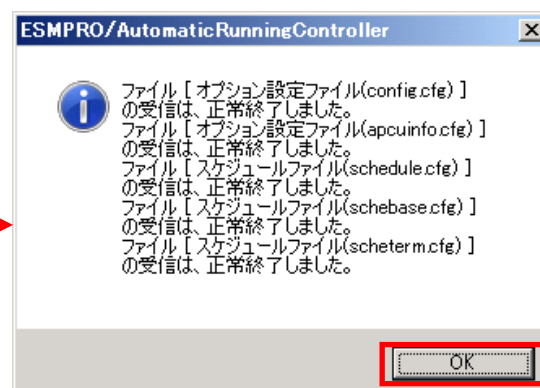 ESMPRO/AutomaticRunningController
ファイル [ オプション設定ファイル(config.cfg) ]
の受信は、正常終了しました。
ファイル [ オプション設定ファイル(apcuinfo.cfg) ]
の受信は、正常終了しました。
ファイル [ スケジュールファイル(schedule.cfg) ]
の受信は、正常終了しました。
ファイル [ スケジュールファイル(schebase.cfg) ]
の受信は、正常終了しました。
ファイル [ スケジュールファイル(scheterm.cfg) ]
の受信は、正常終了しました。
OK